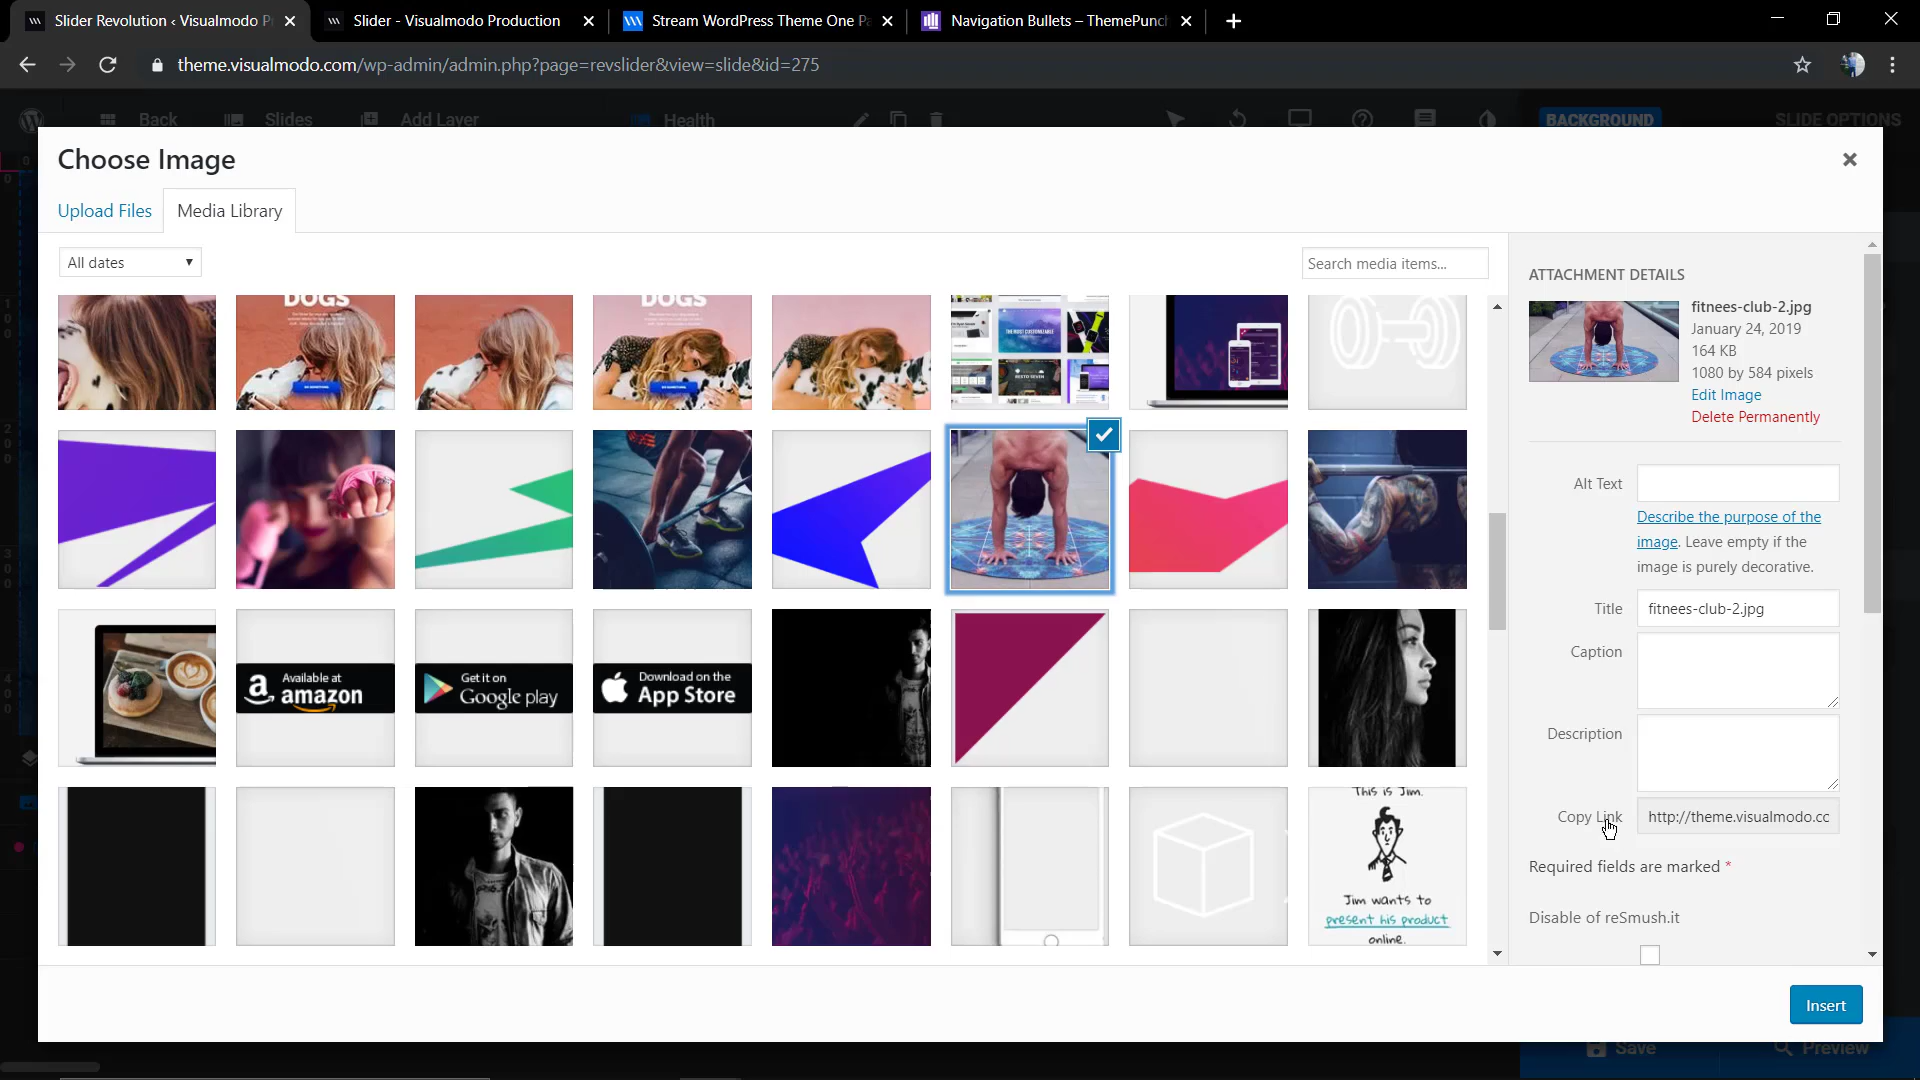 Slider Revolution ‹ Visualmodo P
Slider - Visualmodo Production
Stream WordPress Theme One Pa
Navigation Bullets – ThemePunch
theme.visualmodo.com/wp-admin/admin.php?page=revslider&view=slide&id=275
Back
Slides
Add Layer
Health
BACKGROUND
SLIDE OPTIONS
Choose Image
Upload Files
Media Library
All dates
Search media items...
DOGS
DOGS
ATTACHMENT DETAILS
fitnees-club-2.jpg
January 24, 2019
164 KB
1080 by 584 pixels
Edit Image
Delete Permanently
Alt Text
Describe the purpose of the
image. Leave empty if the
image is purely decorative.
Title
fitnees-club-2.jpg
Caption
Description
Copy Link
http://theme.visualmodo.cc
Required fields are marked *
Disable of reSmush.it
Available at
amazon
Get it on
Google play
Download on the
App Store
This is Jim.
Jim wants to
present his product
online.
Insert
Save
Preview